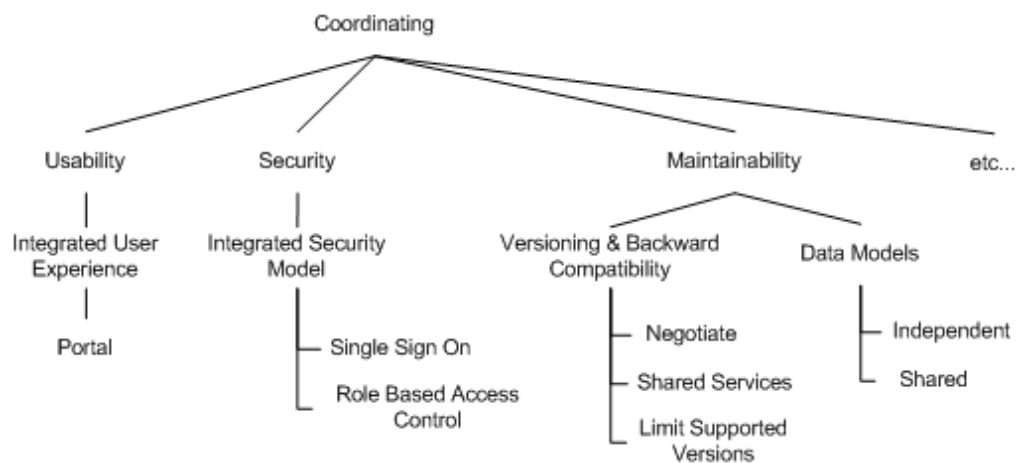 Coordinating
Usability
Security
Maintainability
etc...
Integrated User
Experience
Integrated Security
Model
Versioning & Backward
Compatibility
Data Models
Portal
Single Sign On
Role Based Access
Control
Negotiate
Shared Services
Limit Supported
Versions
Independent
Shared